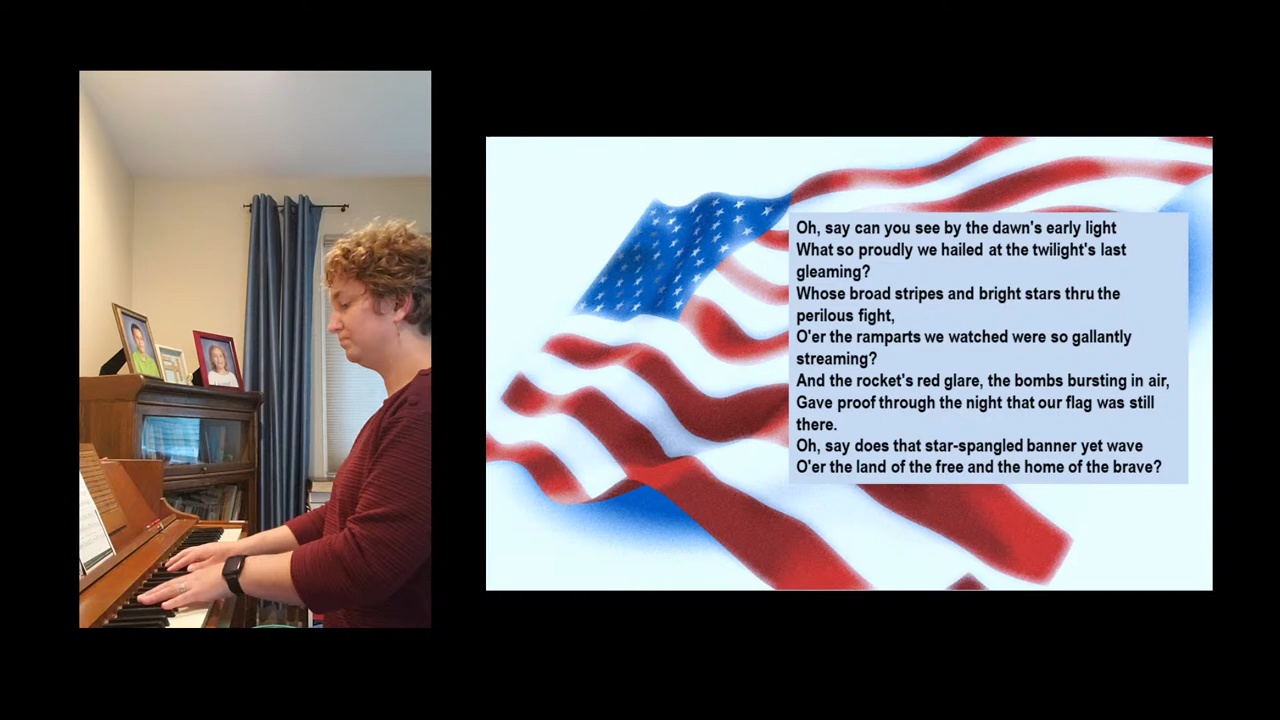 Oh, say can you see by the dawn's early light
What so proudly we hailed at the twilight's last
gleaming?
Whose broad stripes and bright stars thru the
perilous fight,
O'er the ramparts we watched were so gallantly
streaming?
And the rocket's red glare, the bombs bursting in air,
Gave proof through the night that our flag was still
there.
Oh, say does that star-spangled banner yet wave
O'er the land of the free and the home of the brave?